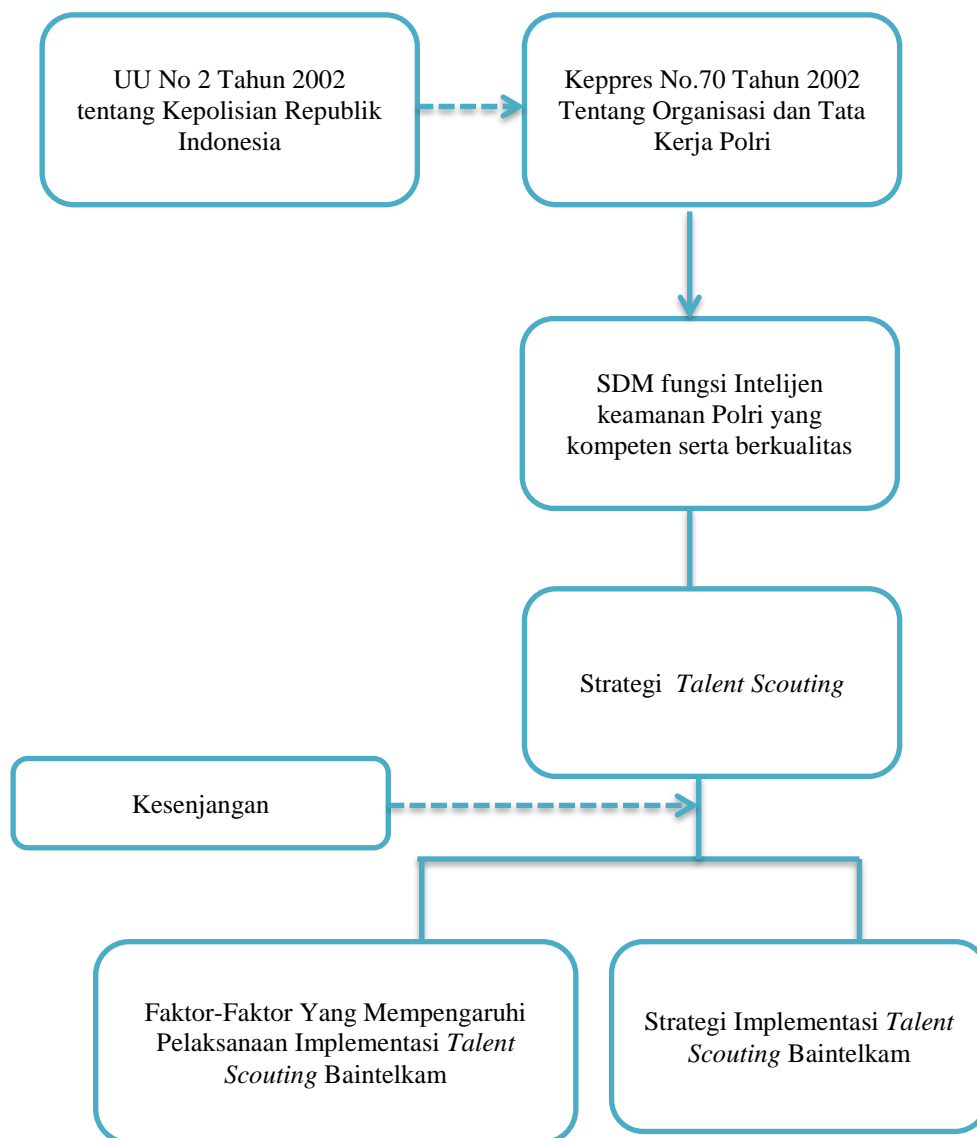 UU No 2 Tahun 2002
tentang Kepolisian Republik
Indonesia
Keppres No.70 Tahun 2002
Tentang Organisasi dan Tata
Kerja Polri
SDM fungsi Intelijen
keamanan Polri yang
kompeten serta berkualitas
Strategi Talent Scouting
Kesenjangan
Faktor-Faktor Yang Mempengaruhi
Pelaksanaan Implementasi Talent
Scouting Baintelkam
Strategi Implementasi Talent
Scouting Baintelkam